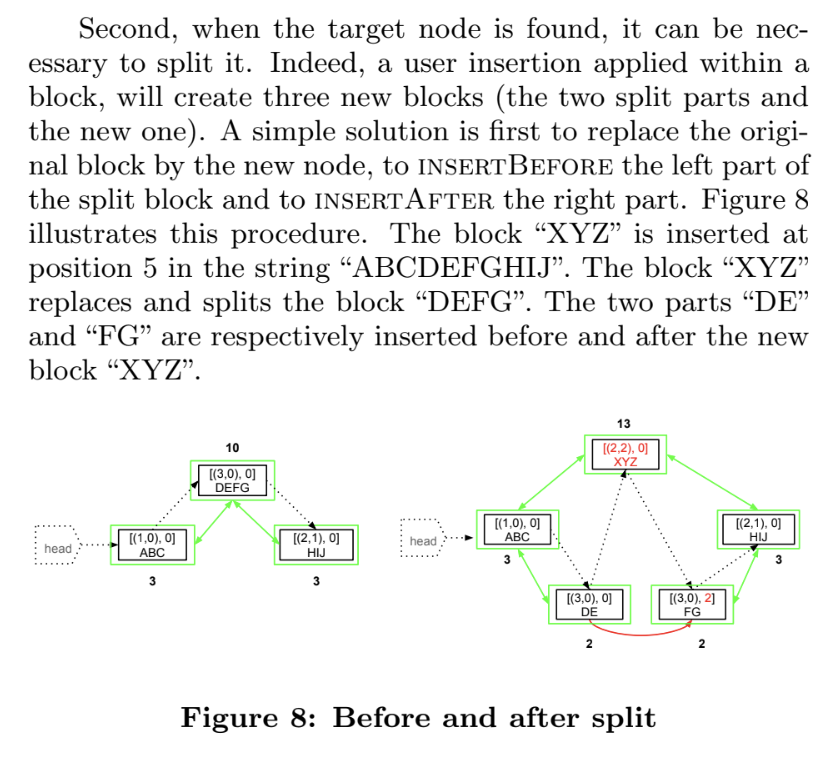 Second, when the target node is found, it can be nec-
essary to split it. Indeed, a user insertion applied within a
block, will create three new blocks (the two split parts and
the new one). A simple solution is first to replace the origi-
nal block by the new node, to INSERTBEFORE the left part of
the split block and to INSERTAFTER the right part. Figure 8
illustrates this procedure. The block “XYZ” is inserted at
position 5 in the string “ABCDEFGHIJ”. The block “XYZ”
replaces and splits the block “DEFG”. The two parts “DE”
and “FG” are respectively inserted before and after the new
block “XYZ”.
10
[(3,0), 0]
DEFG
head
[(1,0), 0]
ABC
3
[(2,1), 0]
HIJ
3
13
[(2,2), 0]
XYZ
head
[(1,0), 0]
ABC
3
[(2,1), 0]
HIJ
3
[(3,0), 0]
DE
2
[(3,0), 2]
FG
2
Figure 8: Before and after split